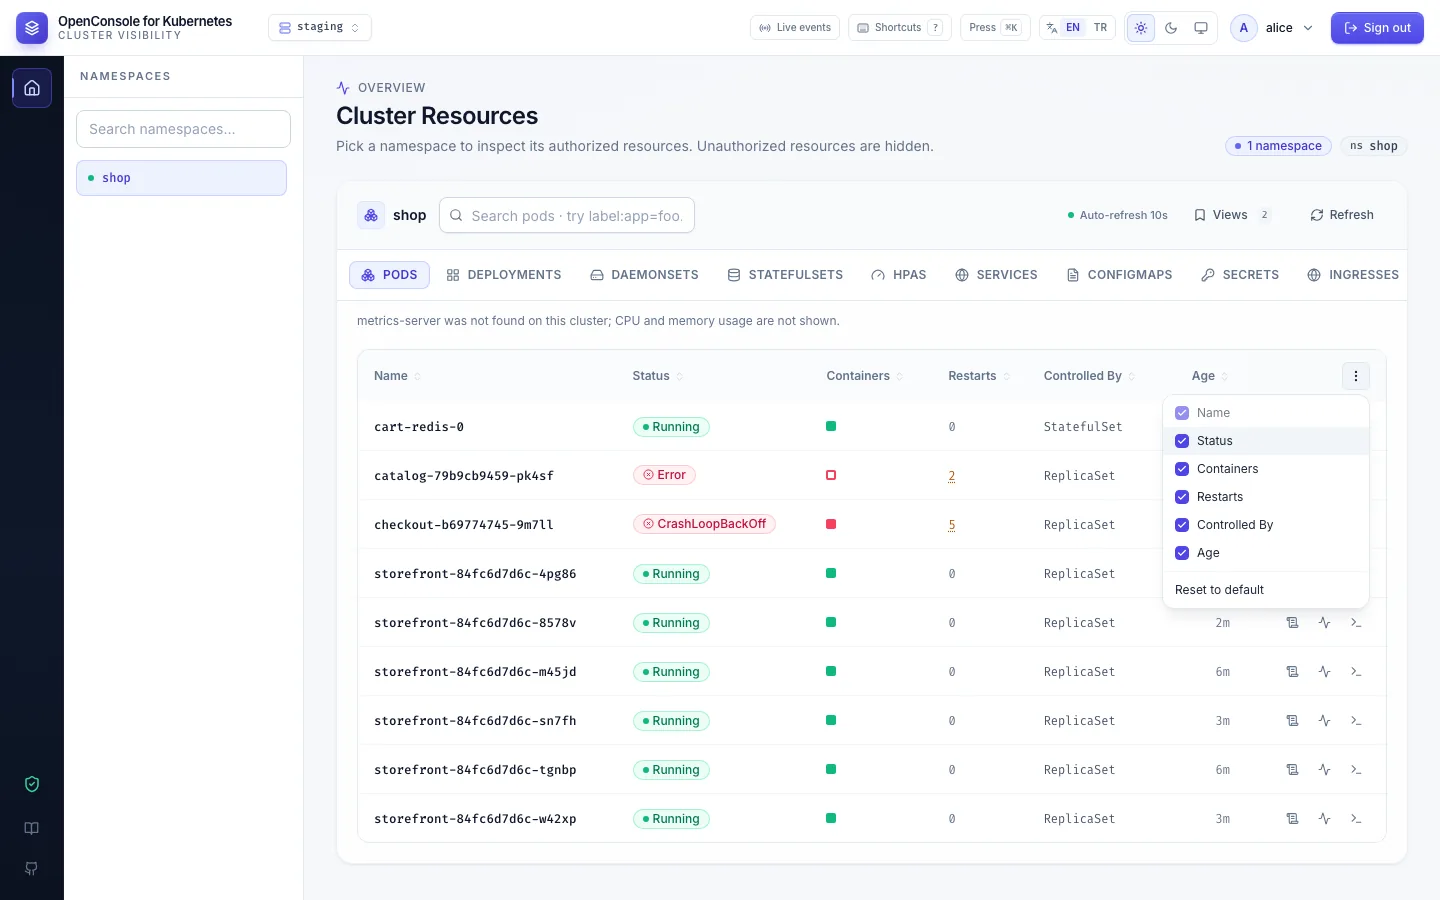 OpenConsole for Kubernetes
CLUSTER VISIBILITY
staging
Live events
Shortcuts ?
Press ⌘K
EN TR
A alice
Sign out
NAMESPACES
Search namespaces...
shop
OVERVIEW
Cluster Resources
Pick a namespace to inspect its authorized resources. Unauthorized resources are hidden.
1 namespace
ns shop
shop
Search pods · try label:app=foo.
Auto-refresh 10s
Views 2
Refresh
PODS DEPLOYMENTS DAEMONSETS STATEFULSETS HPAS SERVICES CONFIGMAPS SECRETS INGRESSES
metrics-server was not found on this cluster; CPU and memory usage are not shown.
Name Status Containers Restarts Controlled By Age
cart-redis-0 Running 0 StatefulSet
catalog-79b9cb9459-pk4sf Error 2 ReplicaSet
checkout-b69774745-9m7ll CrashLoopBackOff 5 ReplicaSet
storefront-84fc6d7d6c-4pg86 Running 0 ReplicaSet
storefront-84fc6d7d6c-8578v Running 0 ReplicaSet 2m
storefront-84fc6d7d6c-m45jd Running 0 ReplicaSet 6m
storefront-84fc6d7d6c-sn7fh Running 0 ReplicaSet 3m
storefront-84fc6d7d6c-tgnbp Running 0 ReplicaSet 6m
storefront-84fc6d7d6c-w42xp Running 0 ReplicaSet 3m
Name
Status
Containers
Restarts
Controlled By
Age
Reset to default